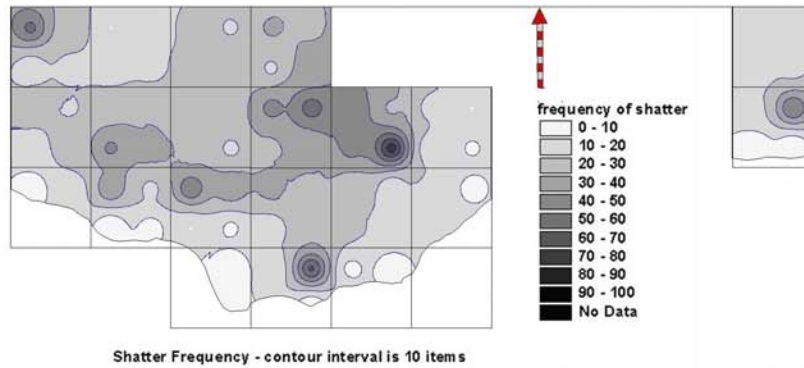 frequency of shatter
0 - 10
10 - 20
20 - 30
30 - 40
40 - 50
50 - 60
60 - 70
70 - 80
80 - 90
90 - 100
No Data
Shatter Frequency - contour interval is 10 items